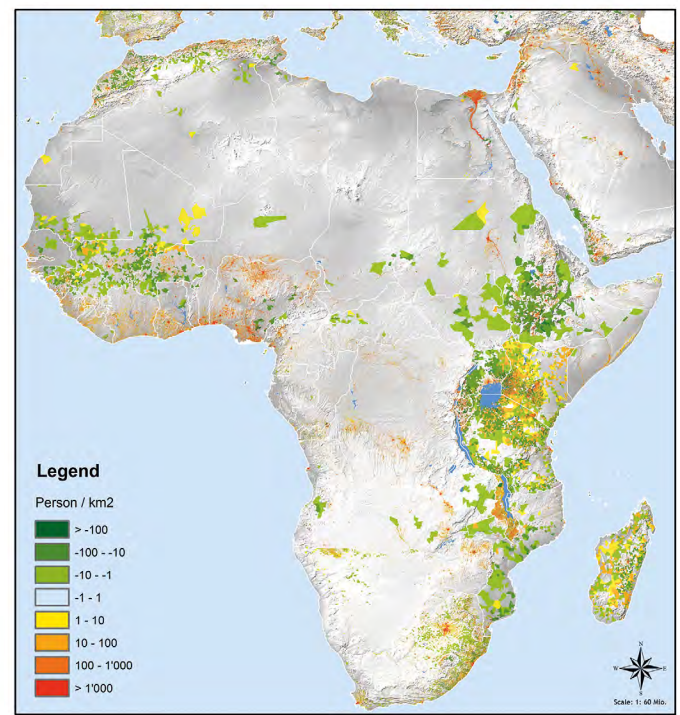 Legend
Person / km2
> -100
-100 - -10
-10 - -1
-1 - 1
1 - 10
10 - 100
100 - 1'000
> 1'000
N
W E
S
Scale: 1: 60 Mio.